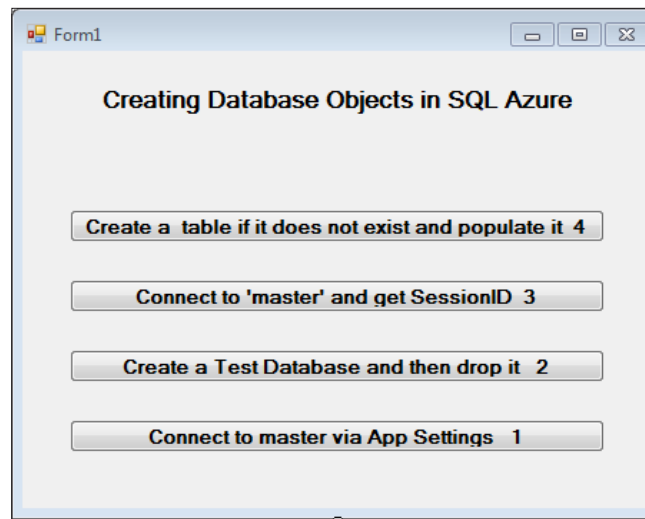 Form1
Creating Database Objects in SQL Azure
Create a  table if it does not exist and populate it  4
Connect to 'master' and get SessionID  3
Create a Test Database and then drop it   2
Connect to master via App Settings   1